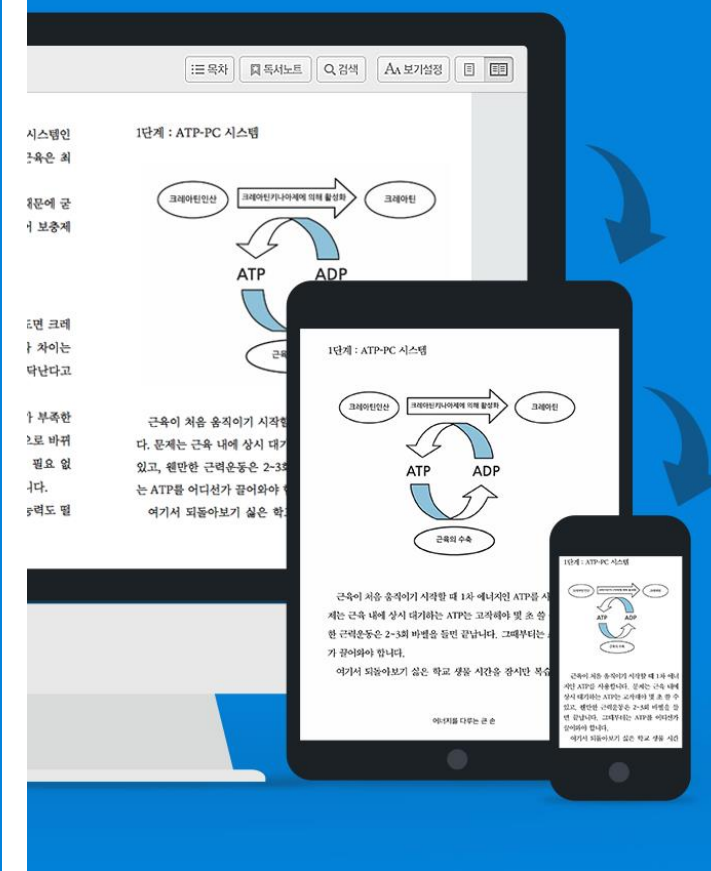 목차
독서노트
검색
보기설정
시스템인
근육은 최
때문에 굳
보충제
크레
차이는
닥난다고
부족한
으로 바뀌
필요 없
니다.
능력도 떨
1단계 : ATP-PC 시스템
크레아틴인산
크레아틴키나아제에 의해 활성화
크레아틴
ATP
ADP
근육이 처음 움직이기 시작할
다. 문제는 근육 내에 상시 대기
있고, 웬만한 근력운동은 2~3회
는 ATP를 어디선가 끌어와야
여기서 되돌아보기 싫은 학
1단계 : ATP-PC 시스템
크레아틴인산
크레아틴키나아제에 의해 활성화
크레아틴
ATP
ADP
근육의 수축
근육이 처음 움직이기 시작할 때 1차 에너지인 ATP를
제는 근육 내에 상시 대기하는 ATP는 고작해야 몇 초 쓸
한 근력운동은 2~3회 바벨을 들면 끝납니다. 그때부터는
가 끌어와야 합니다.
여기서 되돌아보기 싫은 학교 생물 시간을 잠시만 복습
에너지를 다루는 큰 손
1단계 : ATP-PC 시스템
ATP
ADP
근육이 처음 움직이기 시작할 때 1차 에너
지인 ATP를 사용합니다. 문제는 근육 내에
상시 대기하는 ATP는 고작해야 몇 초 쓸 수
있고, 웬만한 근력운동은 2~3회 바벨을 들
면 끝납니다. 그때부터는 ATP를 어디선가
끌어와야 합니다.
여기서 되돌아보기 싫은 학교 생물 시간